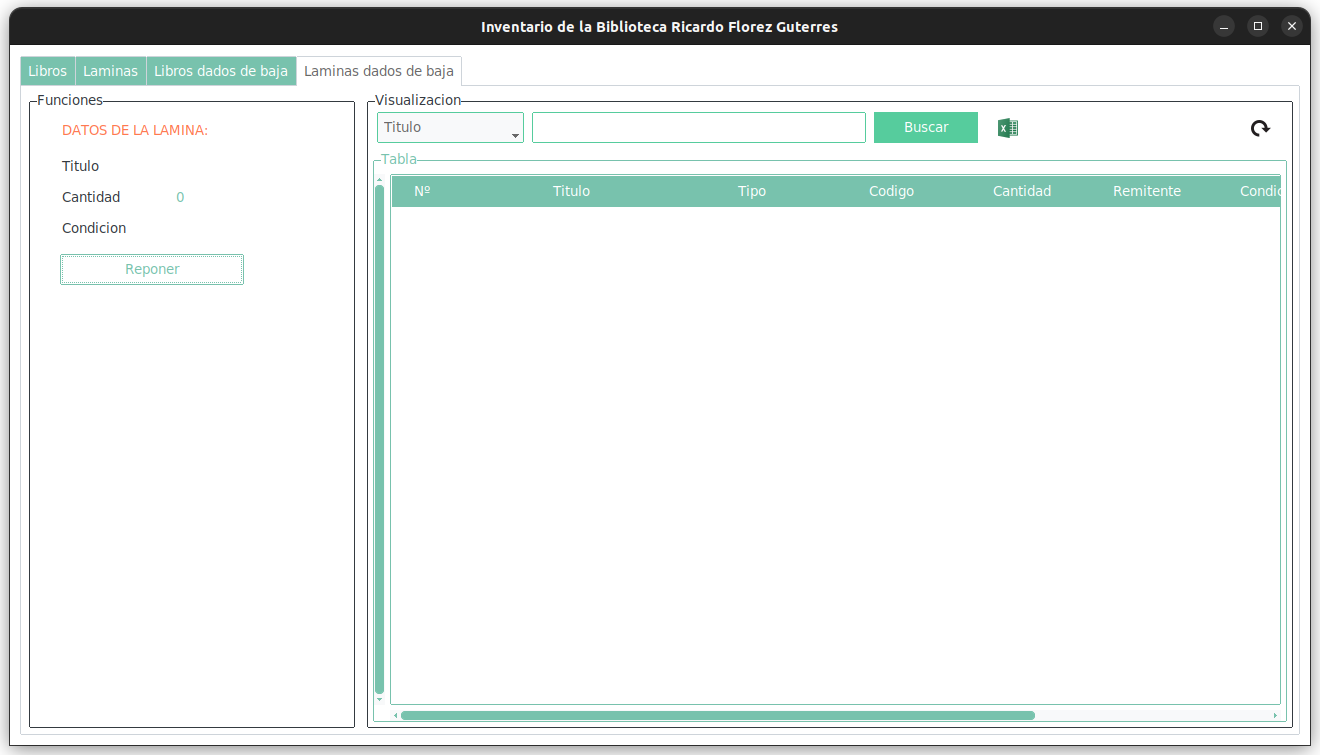 Inventario de la Biblioteca Ricardo Florez Guterres
Libros Laminas Libros dados de baja Laminas dados de baja
Funciones
DATOS DE LA LAMINA:
Titulo
Cantidad 0
Condicion
Reponer
Visualizacion
Titulo Buscar
Tabla
Nº Titulo Tipo Codigo Cantidad Remitente Condic